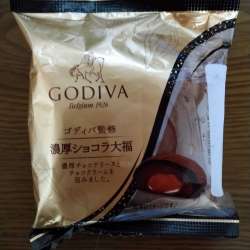 GODIVA
Belgium 1926
ゴディバ監修
濃厚ショコラ大福
濃厚チョコソースと
チョコクリームを
包みました。